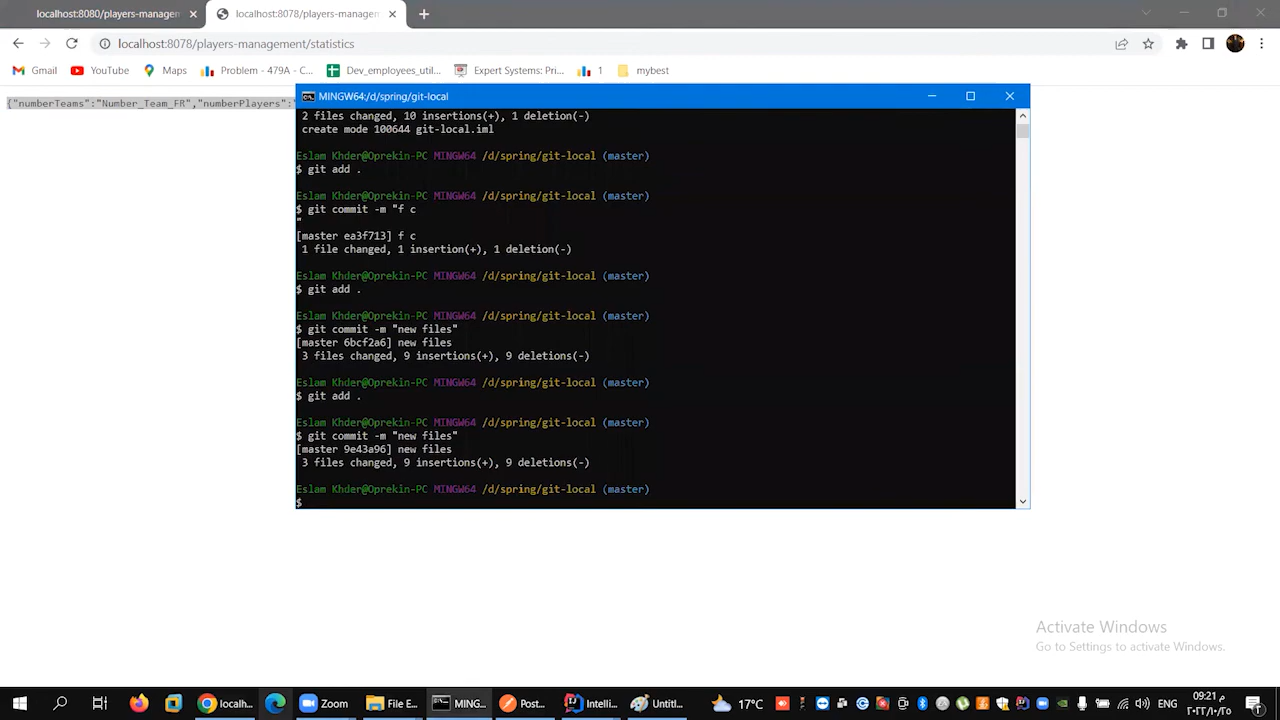 localhost:8078/players-managem
localhost:8078/players-managem
localhost:8078/players-management/statistics
Gmail
YouTube
Maps
Problem - 479A - C...
Dev_employees_util...
Expert Systems: Pri...
1
mybest
{"numberTeams":"Number_Team_FR","numberPlayers":
MINGW64:/d/spring/git-local
2 files changed, 10 insertions(+), 1 deletion(-)
create mode 100644 git-local.iml
Eslam Khder@Oprekin-PC MINGW64 /d/spring/git-local (master)
$ git add .
Eslam Khder@Oprekin-PC MINGW64 /d/spring/git-local (master)
$ git commit -m "f c
"
[master ea3f713] f c
1 file changed, 1 insertion(+), 1 deletion(-)
Eslam Khder@Oprekin-PC MINGW64 /d/spring/git-local (master)
$ git add .
Eslam Khder@Oprekin-PC MINGW64 /d/spring/git-local (master)
$ git commit -m "new files"
[master 6bcf2a6] new files
3 files changed, 9 insertions(+), 9 deletions(-)
Eslam Khder@Oprekin-PC MINGW64 /d/spring/git-local (master)
$ git add .
Eslam Khder@Oprekin-PC MINGW64 /d/spring/git-local (master)
$ git commit -m "new files"
[master 9e43a96] new files
3 files changed, 9 insertions(+), 9 deletions(-)
Eslam Khder@Oprekin-PC MINGW64 /d/spring/git-local (master)
$
Activate Windows
Go to Settings to activate Windows.
localh...
Zoom
File E...
MING...
Post...
Intelli...
Untitl...
17°C
ENG
09:21 م